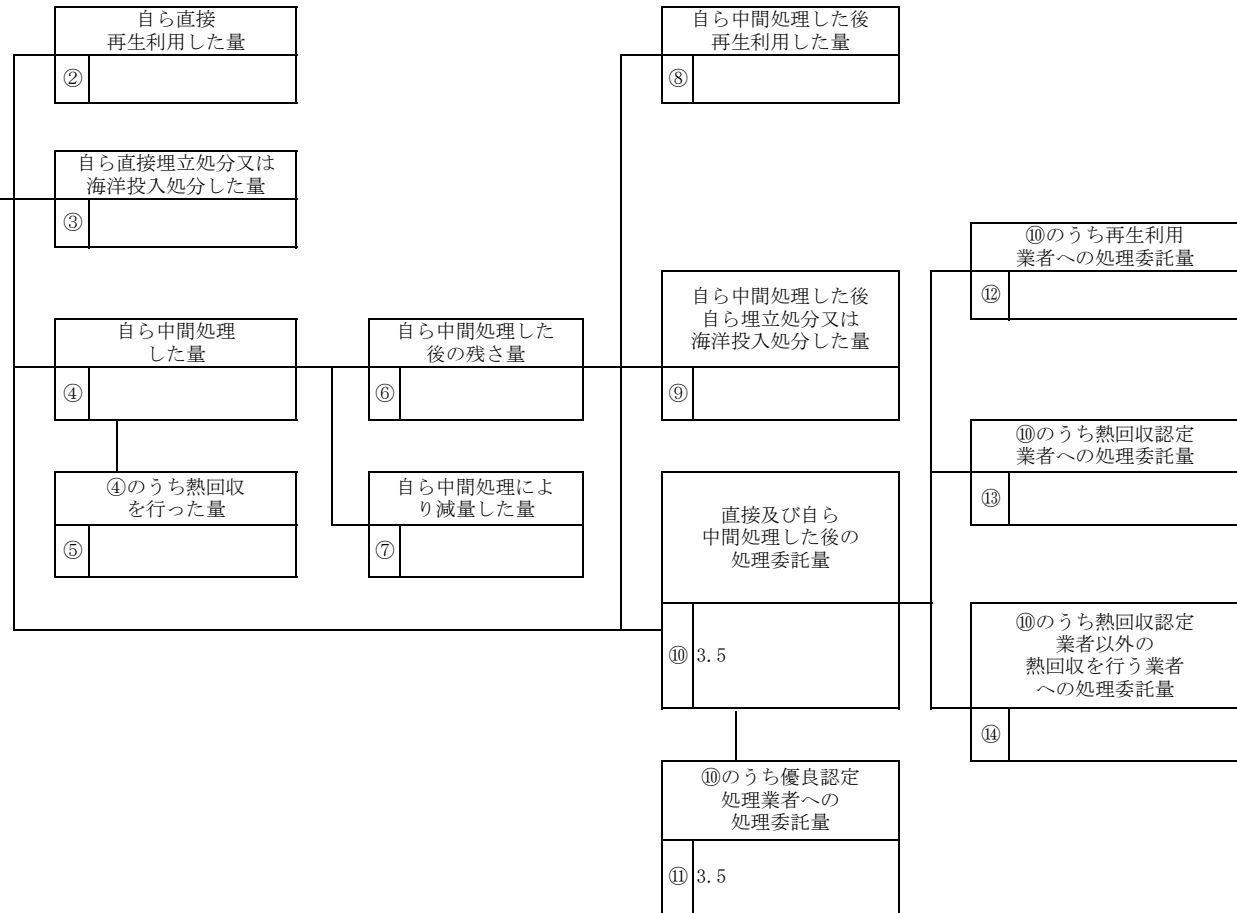 自ら直接
再生利用した量
②
自ら直接埋立処分又は
海洋投入処分した量
③
自ら中間処理
した量
④
④のうち熱回収
を行った量
⑤
自ら中間処理した
後の残さ量
⑥
自ら中間処理によ
り減量した量
⑦
自ら中間処理した後
再生利用した量
⑧
自ら中間処理した後
自ら埋立処分又は
海洋投入処分した量
⑨
直接及び自ら
中間処理した後の
処理委託量
⑩ 3.5
⑩のうち優良認定
処理業者への
処理委託量
⑪ 3.5
⑩のうち再生利用
業者への処理委託量
⑫
⑩のうち熱回収認定
業者への処理委託量
⑬
⑩のうち熱回収認定
業者以外の
熱回収を行う業者
への処理委託量
⑭